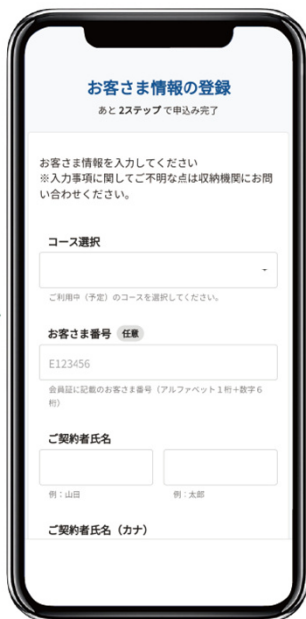 お客さま情報の登録
あと 2ステップ で申込み完了
お客さま情報を入力してください
※入力事項に関してご不明な点は収納機関にお問
い合わせください。
コース選択
ご利用中（予定）のコースを選択してください。
お客さま番号 任意
E123456
会員証に記載のお客さま番号（アルファベット１桁＋数字６
桁）
ご契約者氏名
例：山田 例：太郎
ご契約者氏名（カナ）